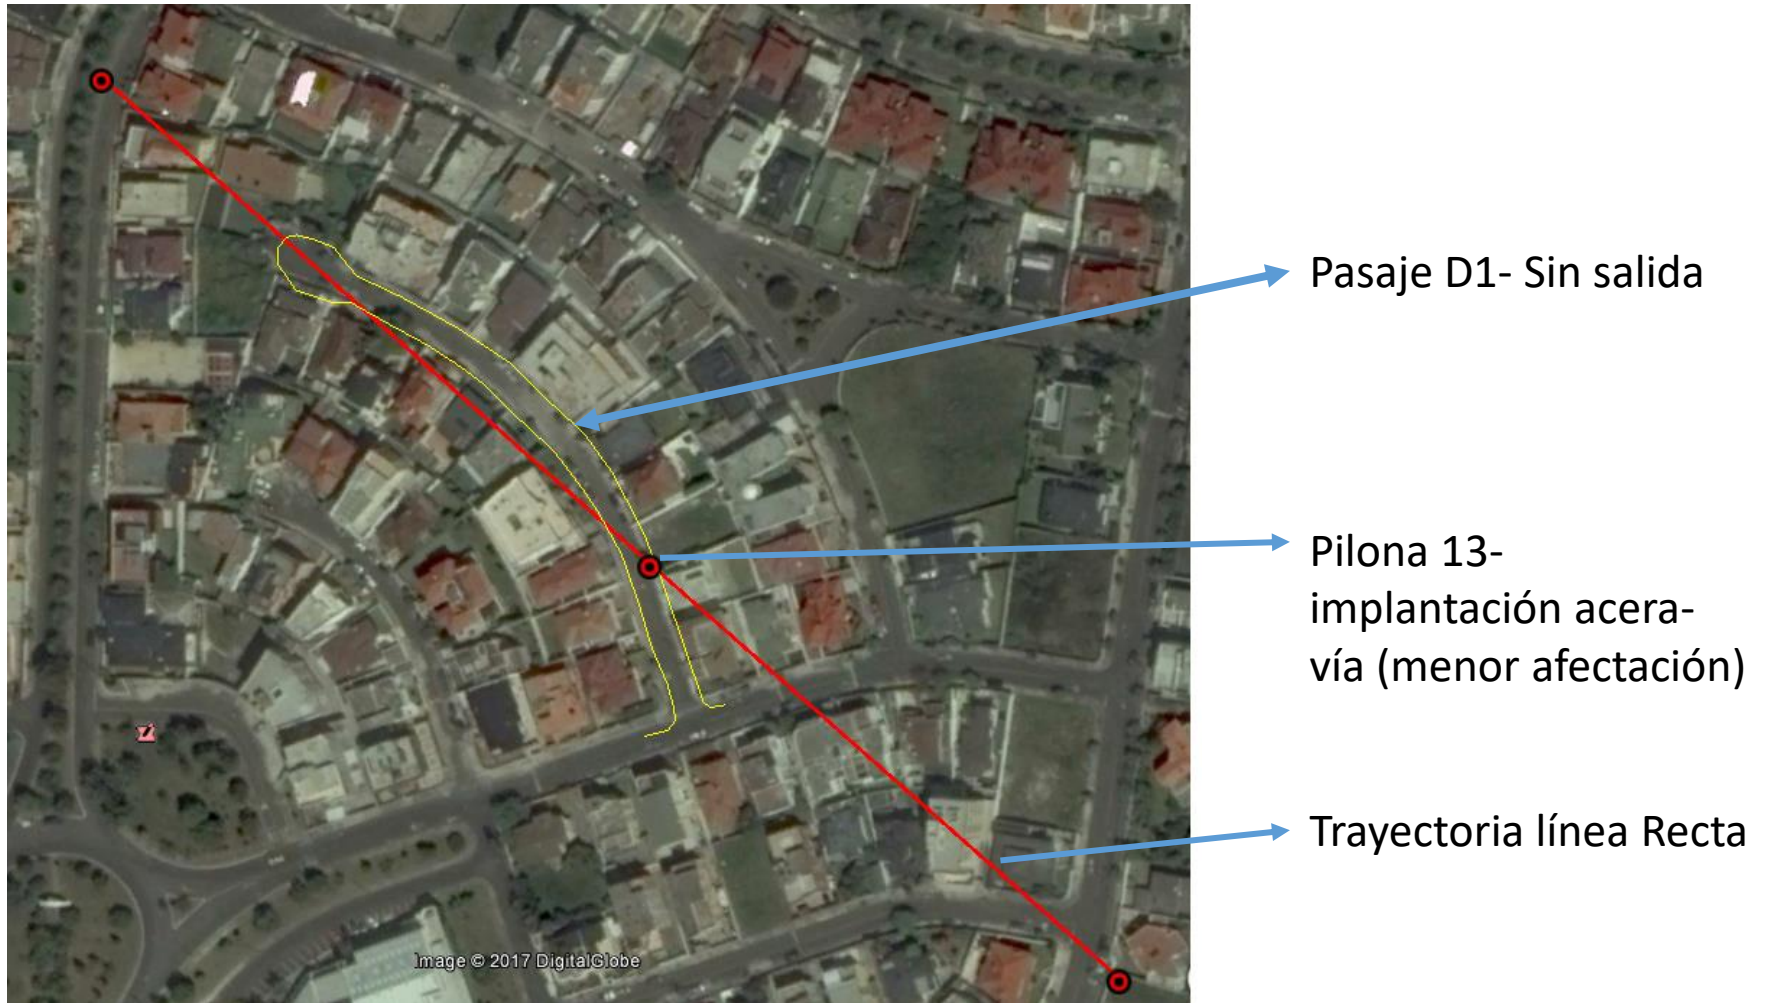 Pasaje D1- Sin salida
Pilona 13-
implantación acera-
vía (menor afectación)
Trayectoria línea Recta
Image © 2017 DigitalGlobe